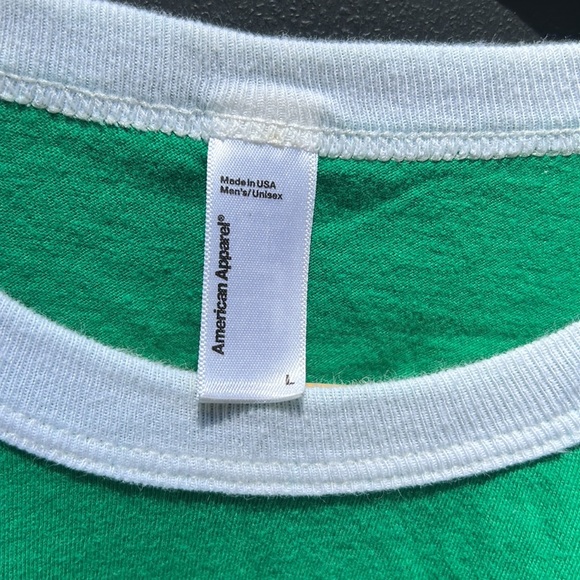 Made in USA
Men's/Unisex
American Apparel®
L